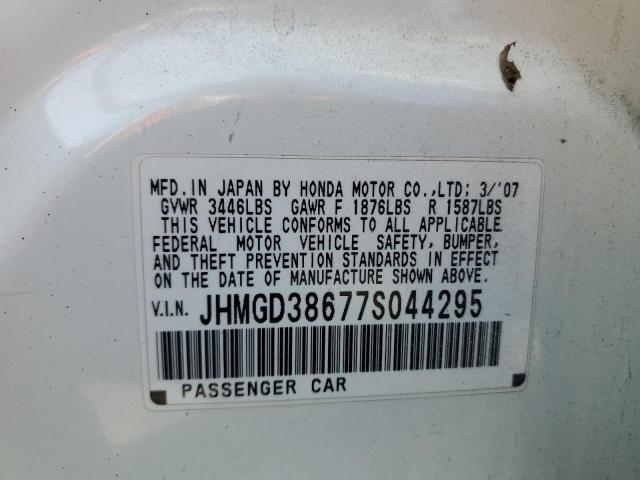 MFD. IN JAPAN BY HONDA MOTOR CO.,LTD; 3/'07
GVWR 3446LBS GAWR F 1876LBS R 1587LBS
THIS VEHICLE CONFORMS TO ALL APPLICABLE
FEDERAL MOTOR VEHICLE SAFETY, BUMPER,
AND THEFT PREVENTION STANDARDS IN EFFECT
ON THE DATE OF MANUFACTURE SHOWN ABOVE.
V.I.N. JHMGD38677S044295
PASSENGER CAR